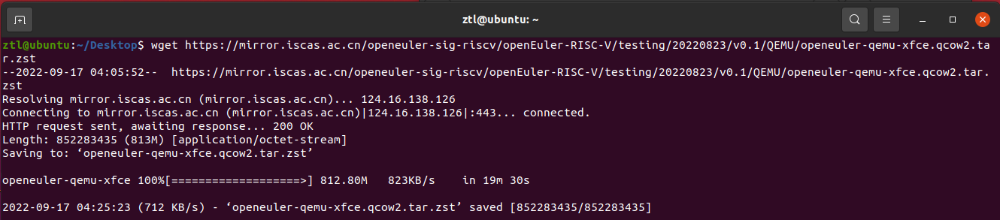 ztl@ubuntu: ~
ztl@ubuntu:~/Desktop$ wget https://mirror.iscas.ac.cn/openeuler-sig-riscv/openEuler-RISC-V/testing/20220823/v0.1/QEMU/openeuler-qemu-xfce.qcow2.ta
r.zst
--2022-09-17 04:05:52--  https://mirror.iscas.ac.cn/openeuler-sig-riscv/openEuler-RISC-V/testing/20220823/v0.1/QEMU/openeuler-qemu-xfce.qcow2.tar.
zst
Resolving mirror.iscas.ac.cn (mirror.iscas.ac.cn)... 124.16.138.126
Connecting to mirror.iscas.ac.cn (mirror.iscas.ac.cn)|124.16.138.126|:443... connected.
HTTP request sent, awaiting response... 200 OK
Length: 852283435 (813M) [application/octet-stream]
Saving to: ‘openeuler-qemu-xfce.qcow2.tar.zst’
openeuler-qemu-xfce 100%[===================>] 812.80M   823KB/s    in 19m 30s
2022-09-17 04:25:23 (712 KB/s) - ‘openeuler-qemu-xfce.qcow2.tar.zst’ saved [852283435/852283435]